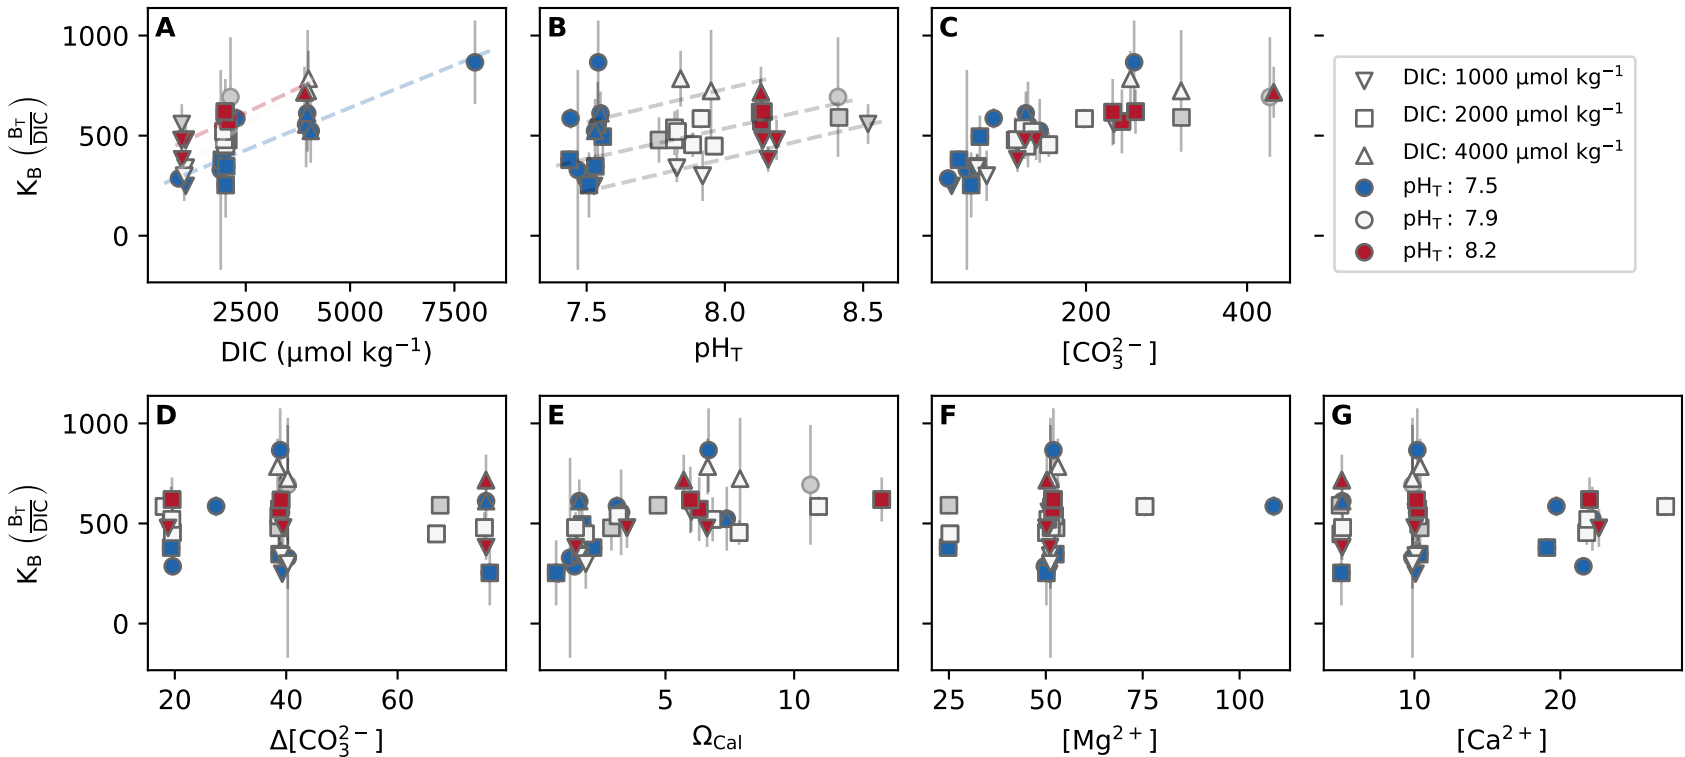 A B C
1000
500
0
K_B (B_T/DIC)
2500 5000 7500
DIC (μmol kg⁻¹)
7.5 8.0 8.5
pH_T
200 400
[CO₃²⁻]
DIC: 1000 μmol kg⁻¹
DIC: 2000 μmol kg⁻¹
DIC: 4000 μmol kg⁻¹
pH_T: 7.5
pH_T: 7.9
pH_T: 8.2
D E F G
1000
500
0
K_B (B_T/DIC)
20 40 60
Δ[CO₃²⁻]
5 10
Ω_Cal
25 50 75 100
[Mg²⁺]
10 20
[Ca²⁺]